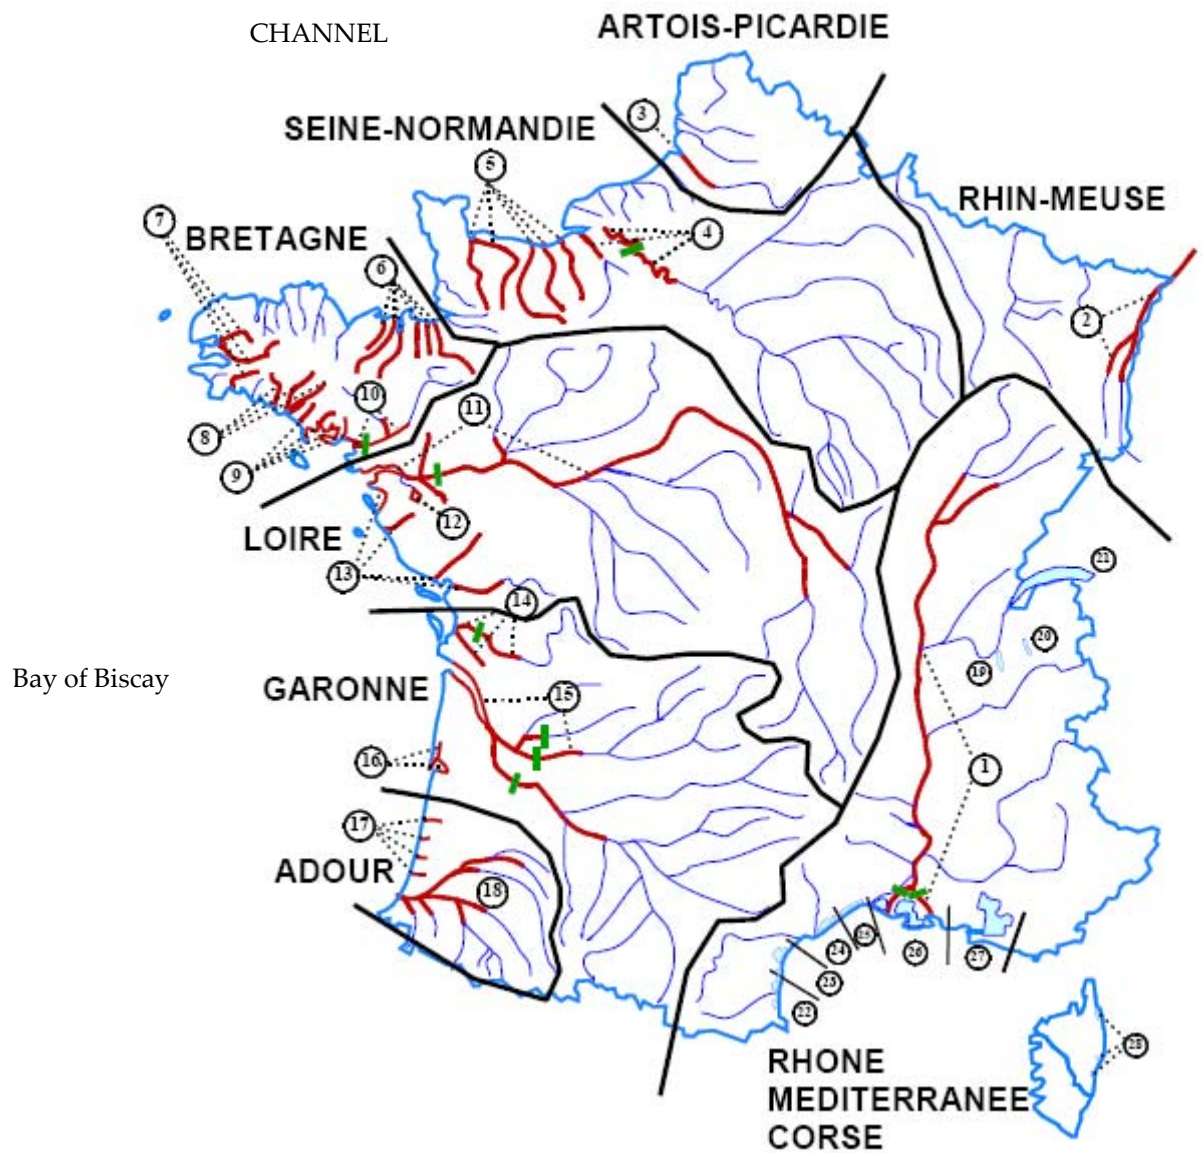 CHANNEL
ARTOIS-PICARDIE
3
SEINE-NORMANDIE
5
RHIN-MEUSE
7
BRETAGNE
4
6
2
10
11
8
9
12
LOIRE
13
21
14
20
Bay of Biscay
19
GARONNE
15
16
1
17
ADOUR
18
24
25
26
27
23
22
28
RHONE
MEDITERRANEE
CORSE